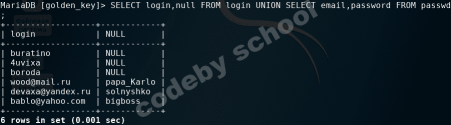 MariaDB [golden_key]> SELECT login,null FROM login UNION SELECT email,password FROM passwd
;
+-----------------+------------+
| login | NULL |
+-----------------+------------+
| buratino | NULL |
| 4uvixa | NULL |
| boroda | NULL |
| wood@mail.ru | papa_Karlo |
| devaxa@yandex.ru | solnyshko |
| bablo@yahoo.com | bigboss |
+-----------------+------------+
6 rows in set (0.001 sec)
codeby school